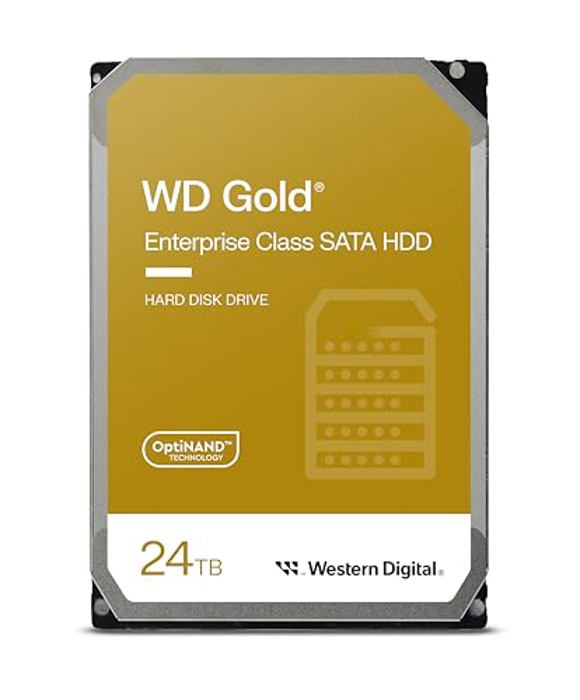 WD Gold®
Enterprise Class SATA HDD
HARD DISK DRIVE
OptiNAND™
TECHNOLOGY
24TB
Western Digital®